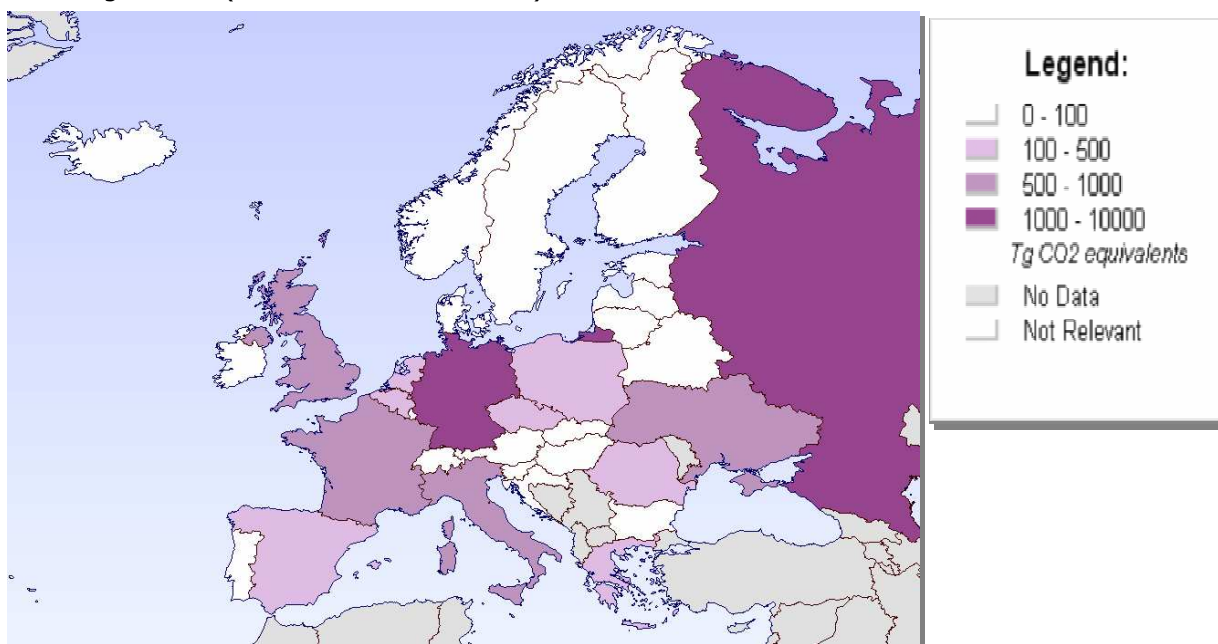 Legend:
0 - 100
100 - 500
500 - 1000
1000 - 10000
Tg CO2 equivalents
No Data
Not Relevant